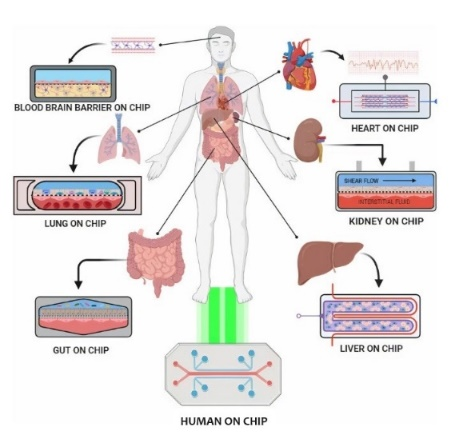 BLOOD BRAIN BARRIER ON CHIP
HEART ON CHIP
LUNG ON CHIP
SHEAR FLOW
INTERSTITIAL FLUID
KIDNEY ON CHIP
GUT ON CHIP
LIVER ON CHIP
HUMAN ON CHIP